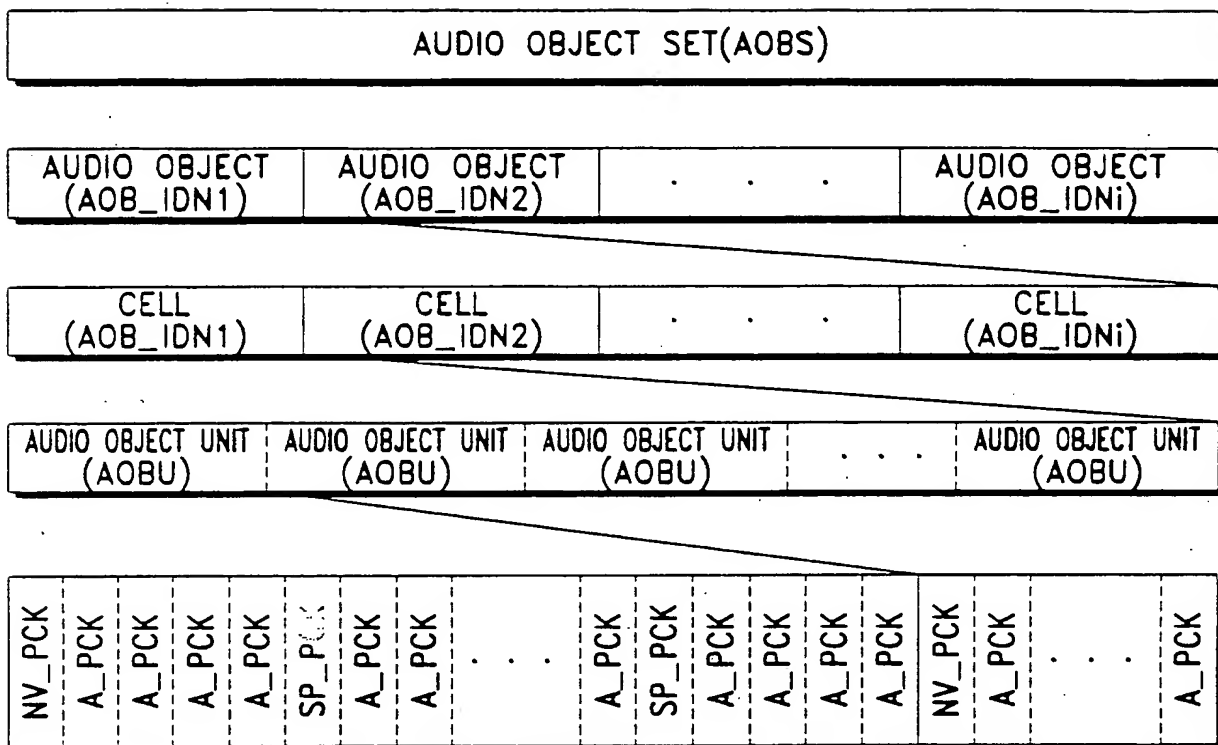 AUDIO OBJECT SET(AOBS)
AUDIO OBJECT AUDIO OBJECT . . . AUDIO OBJECT
(AOB_IDN1) (AOB_IDN2) (AOB_IDNi)
CELL CELL . . . CELL
(AOB_IDN1) (AOB_IDN2) (AOB_IDNi)
AUDIO OBJECT UNIT AUDIO OBJECT UNIT AUDIO OBJECT UNIT . . . AUDIO OBJECT UNIT
(AOBU) (AOBU) (AOBU) (AOBU)
NV_PCK
A_PCK
A_PCK
A_PCK
A_PCK
SP_PCK
A_PCK
A_PCK
. . .
A_PCK
SP_PCK
A_PCK
A_PCK
A_PCK
A_PCK
NV_PCK
A_PCK
. . .
A_PCK